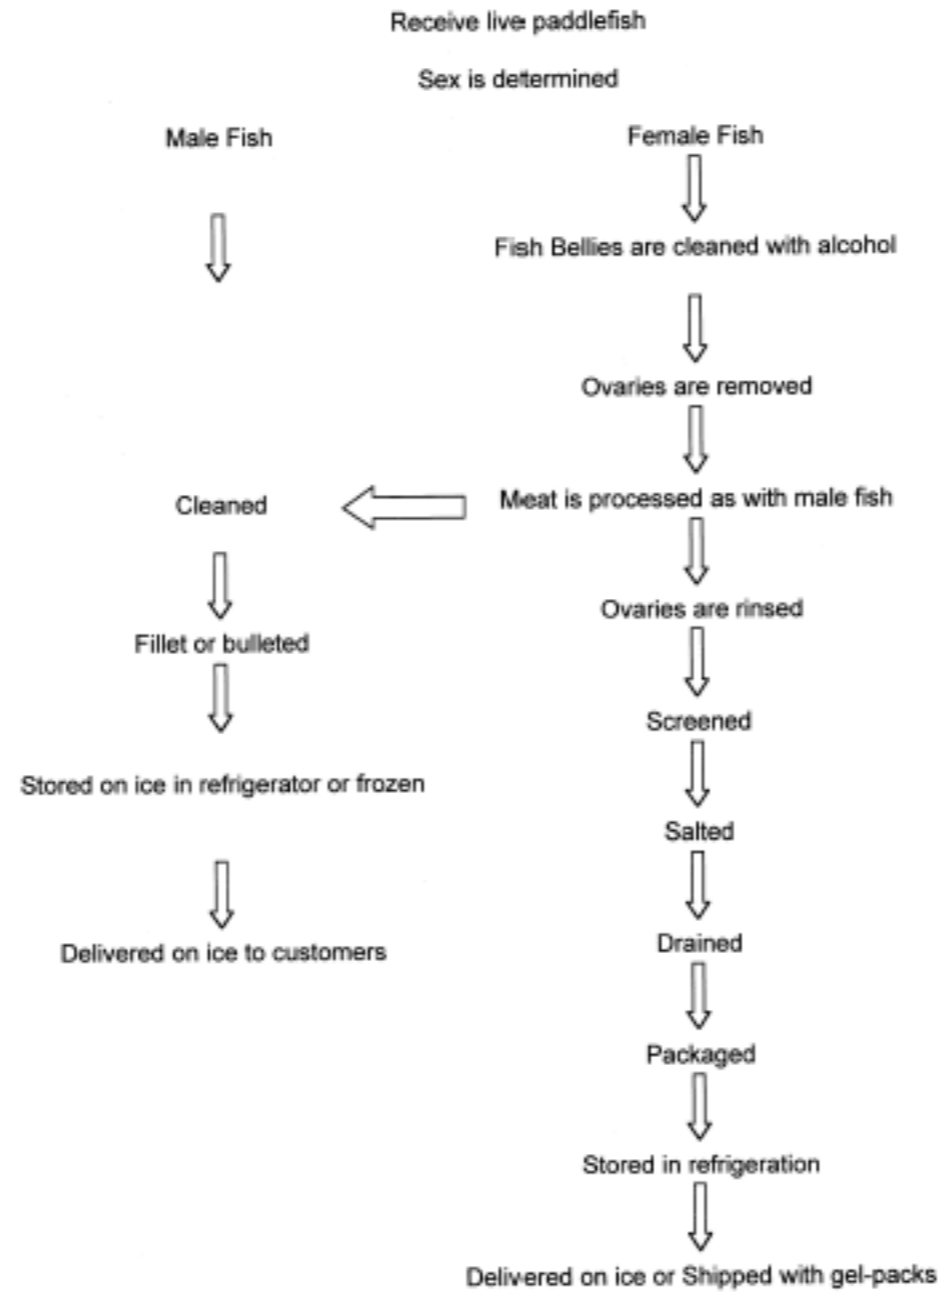 Receive live paddlefish
Sex is determined
Male Fish
Female Fish
Fish Bellies are cleaned with alcohol
Ovaries are removed
Cleaned
Meat is processed as with male fish
Ovaries are rinsed
Fillet or bulleted
Screened
Stored on ice in refrigerator or frozen
Salted
Drained
Delivered on ice to customers
Packaged
Stored in refrigeration
Delivered on ice or Shipped with gel-packs